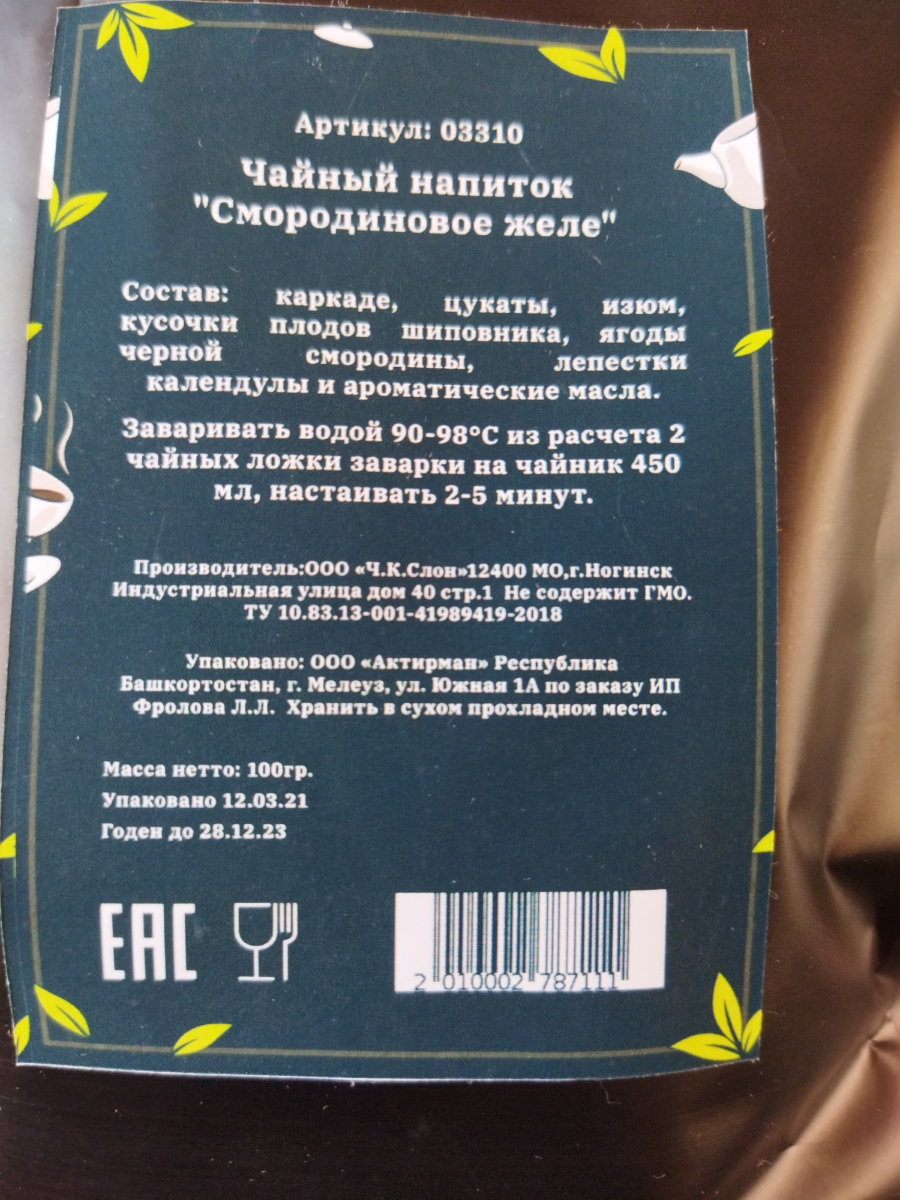 Артикул: 03310
Чайный напиток
"Смородиновое желе"
Состав: каркаде, цукаты, изюм,
кусочки плодов шиповника, ягоды
черной смородины, лепестки
календулы и ароматические масла.
Заваривать водой 90-98°С из расчета 2
чайных ложки заварки на чайник 450
мл, настаивать 2-5 минут.
Производитель:ООО «Ч.К.Слон»12400 МО,г.Ногинск
Индустриальная улица дом 40 стр.1 Не содержит ГМО.
ТУ 10.83.13-001-41989419-2018
Упаковано: ООО «Актирман» Республика
Башкортостан, г. Мелеуз, ул. Южная 1А по заказу ИП
Фролова Л.Л. Хранить в сухом прохладном месте.
Масса нетто: 100гр.
Упаковано 12.03.21
Годен до 28.12.23
EAC
2 010002 787111